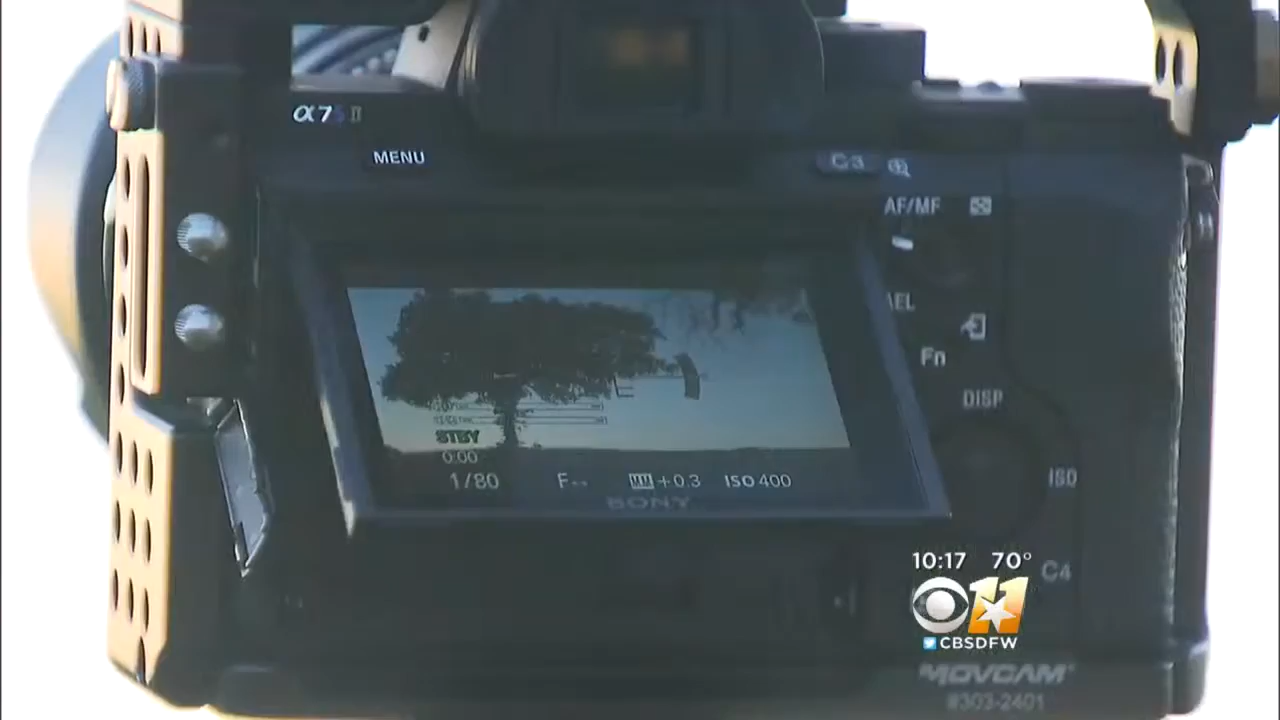 α7S II
MENU
C3
AF/MF
AEL
Fn
DISP
STBY
0:00
1/80 F-- +0.3 ISO 400
SONY
ISO
10:17 70°
C4
11
CBSDFW
MOVCAM
#303-2401